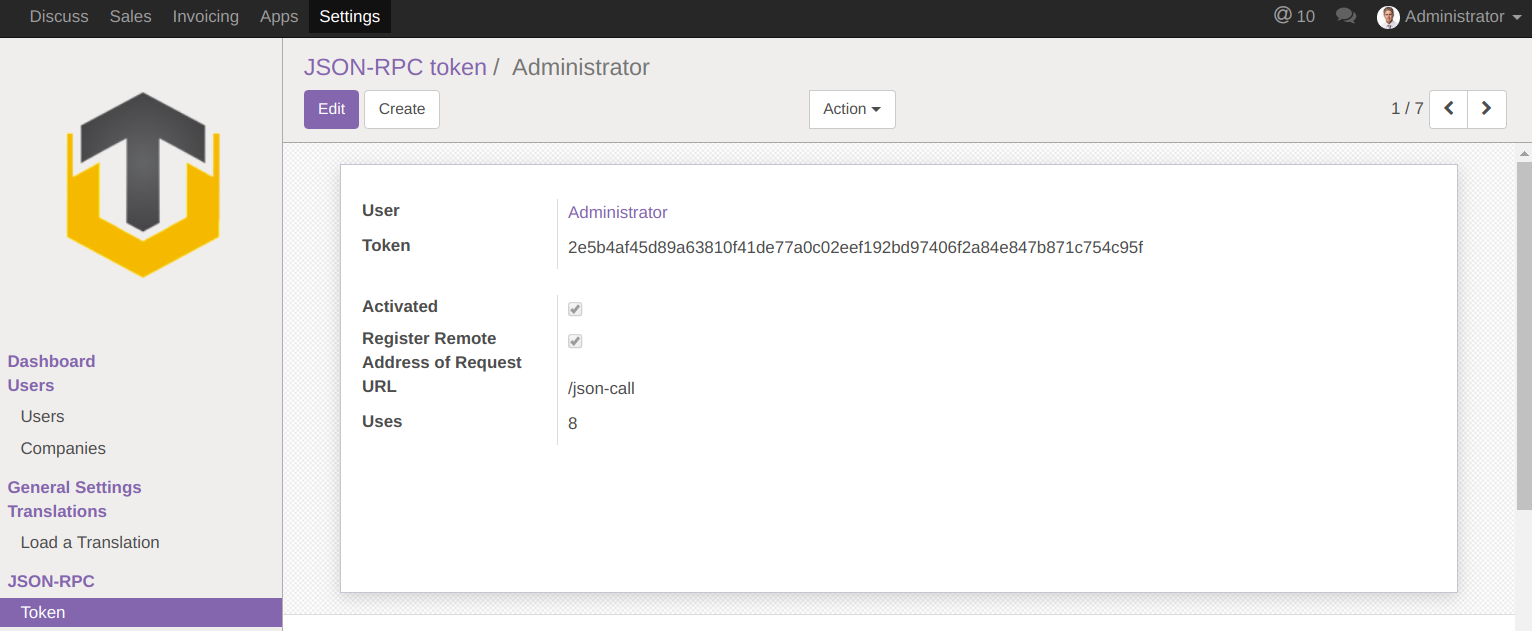 Discuss Sales Invoicing Apps Settings @ 10 Administrator
JSON-RPC token / Administrator
Edit Create Action 1 / 7
User Administrator
Token 2e5b4af45d89a63810f41de77a0c02eef192bd97406f2a84e847b871c754c95f
Activated
Register Remote
Address of Request
URL /json-call
Uses 8
Dashboard
Users
Users
Companies
General Settings
Translations
Load a Translation
JSON-RPC
Token